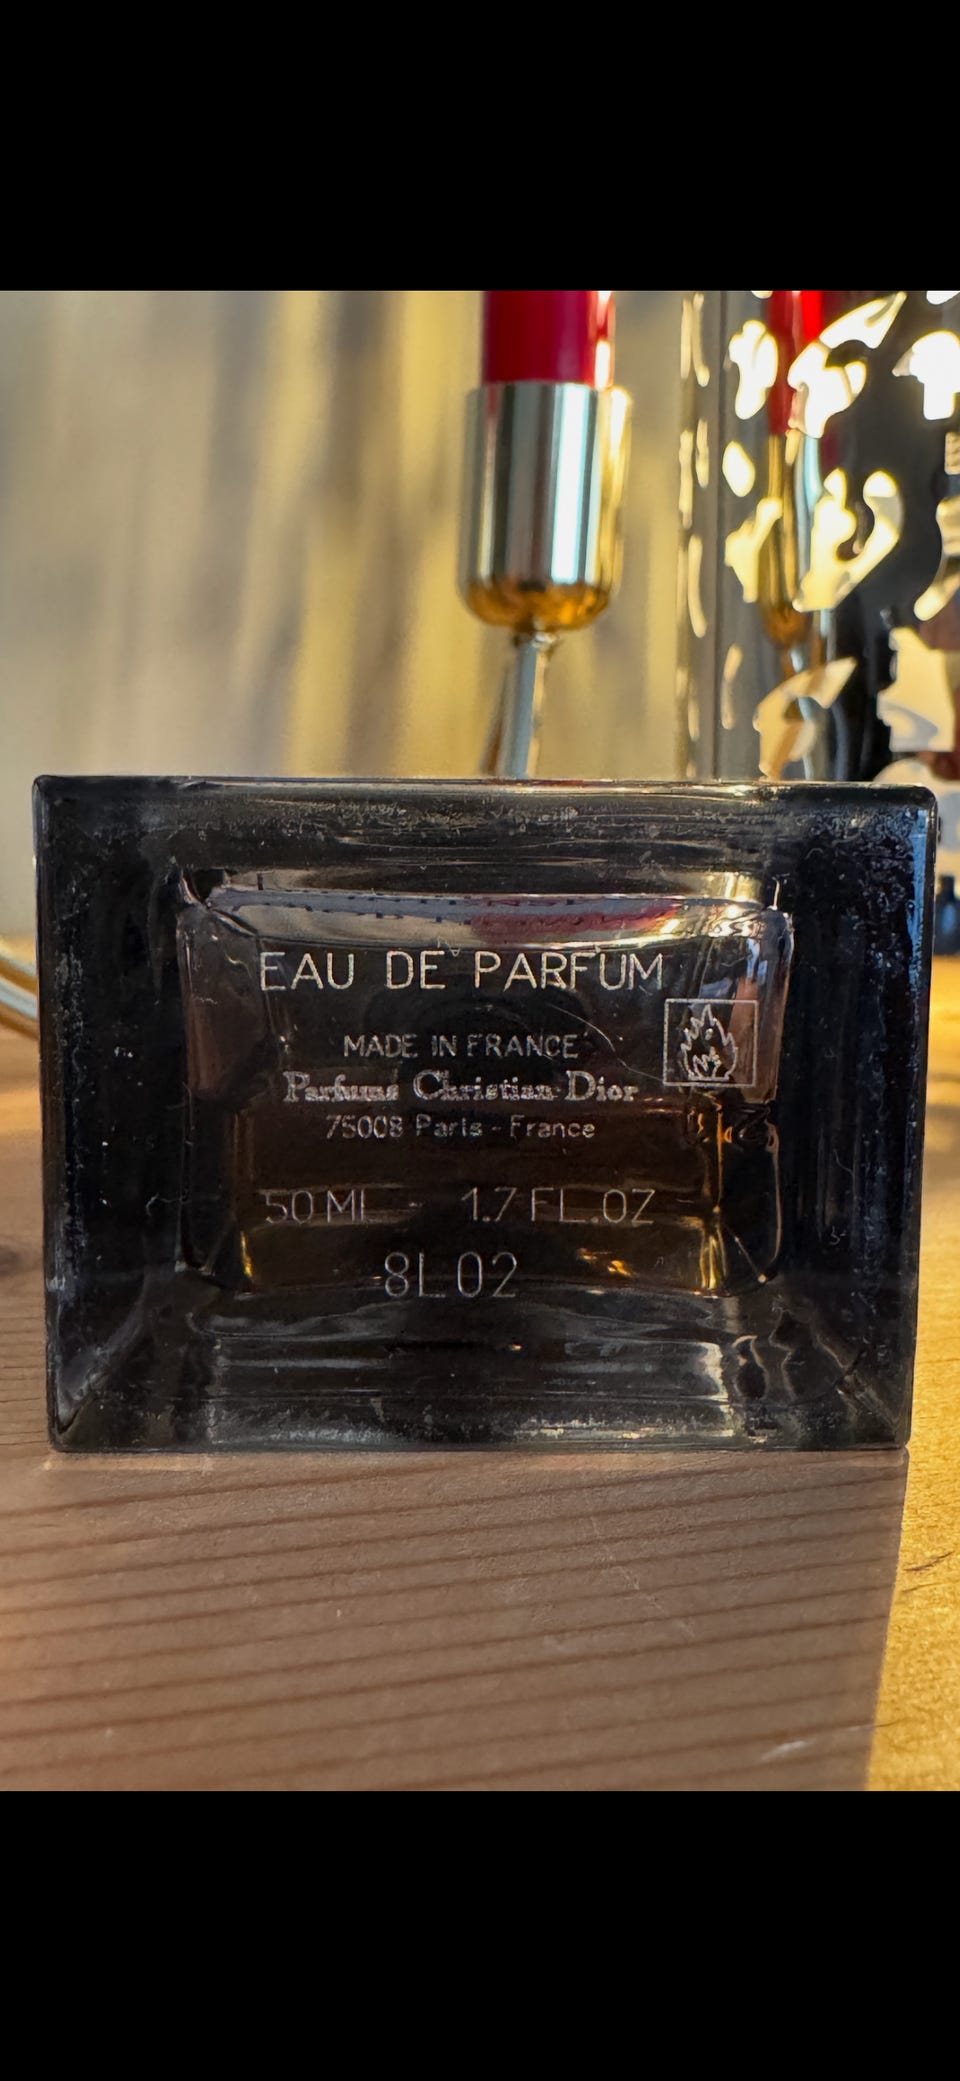 EAU DE PARFUM
MADE IN FRANCE
Parfums Christian Dior
75008 Paris - France
50 ML - 1.7 FL.OZ
8L02